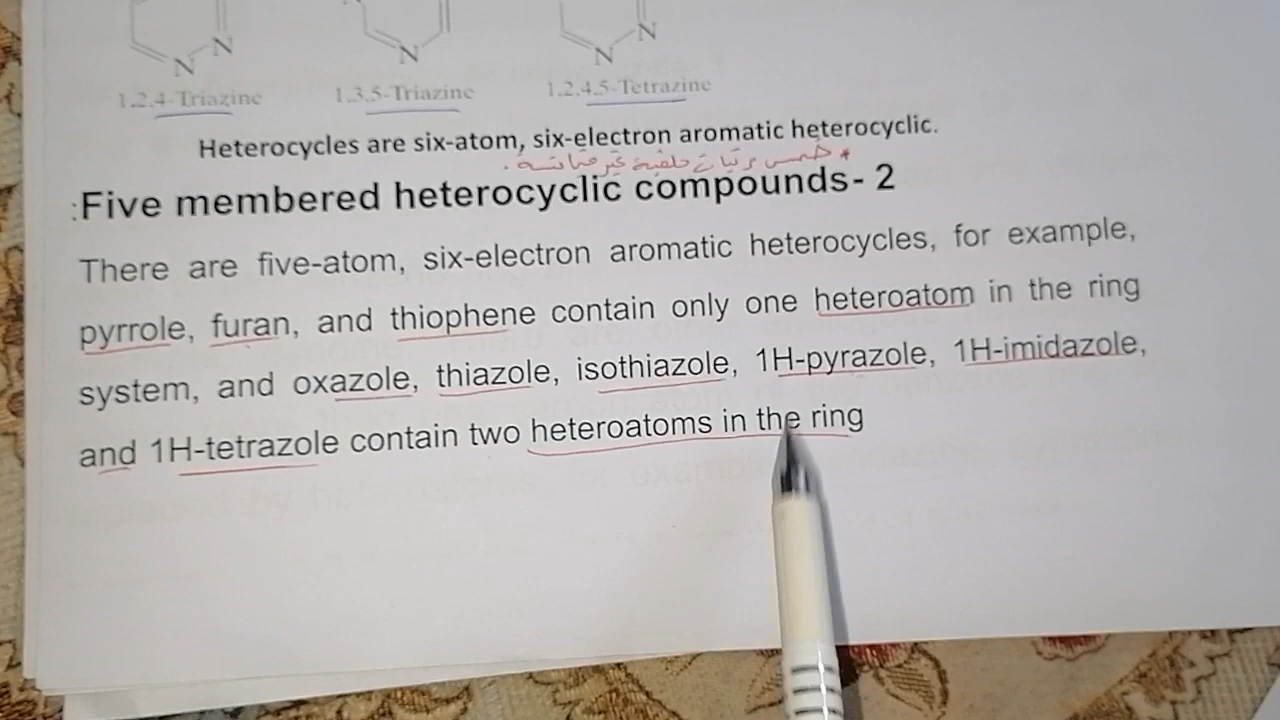 N N N N N
1,2,4-Triazine 1,3,5-Triazine 1,2,4,5-Tetrazine
Heterocycles are six-atom, six-electron aromatic heterocyclic.
:Five membered heterocyclic compounds- 2
There are five-atom, six-electron aromatic heterocycles, for example,
pyrrole, furan, and thiophene contain only one heteroatom in the ring
system, and oxazole, thiazole, isothiazole, 1H-pyrazole, 1H-imidazole,
and 1H-tetrazole contain two heteroatoms in the ring